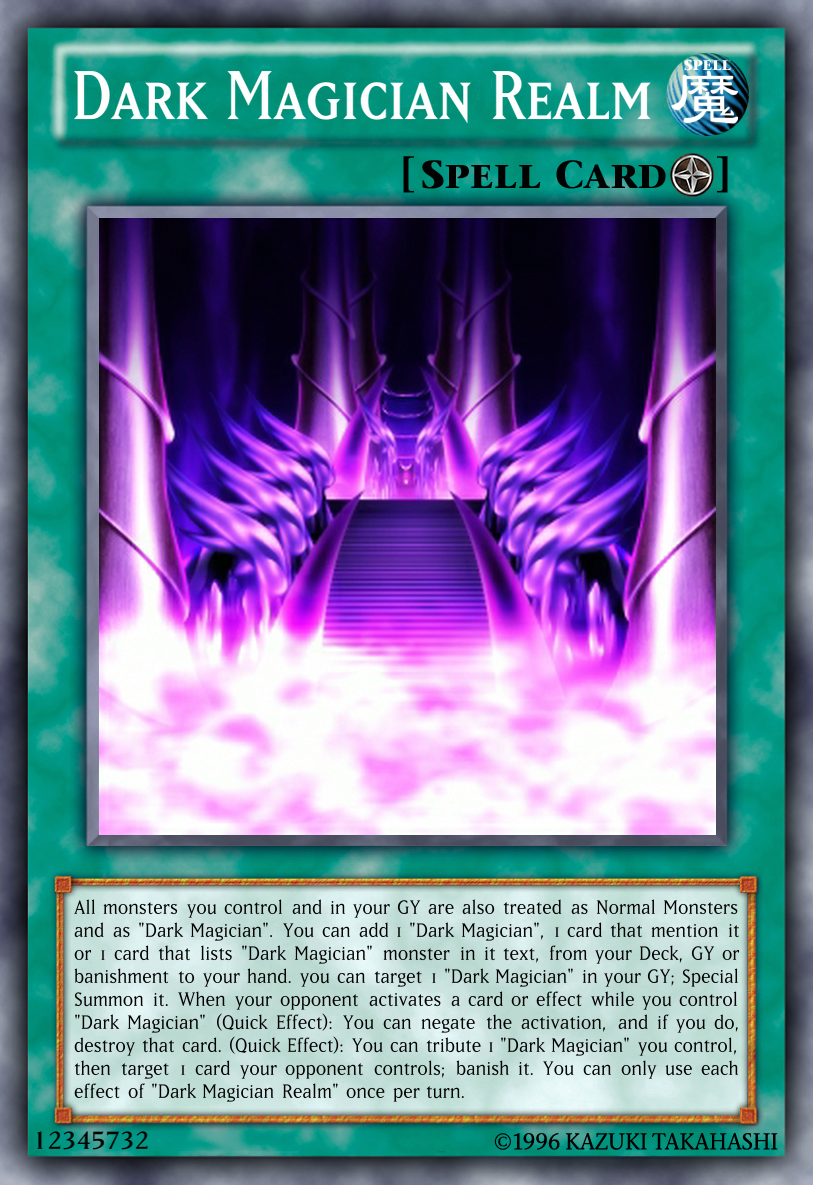 DARK MAGICIAN REALM
SPELL
魔
[SPELL CARD]
All monsters you control and in your GY are also treated as Normal Monsters
and as "Dark Magician". You can add 1 "Dark Magician", 1 card that mention it
or 1 card that lists "Dark Magician" monster in it text, from your Deck, GY or
banishment to your hand. you can target 1 "Dark Magician" in your GY; Special
Summon it. When your opponent activates a card or effect while you control
"Dark Magician" (Quick Effect): You can negate the activation, and if you do,
destroy that card. (Quick Effect): You can tribute 1 "Dark Magician" you control,
then target 1 card your opponent controls; banish it. You can only use each
effect of "Dark Magician Realm" once per turn.
12345732
©1996 KAZUKI TAKAHASHI